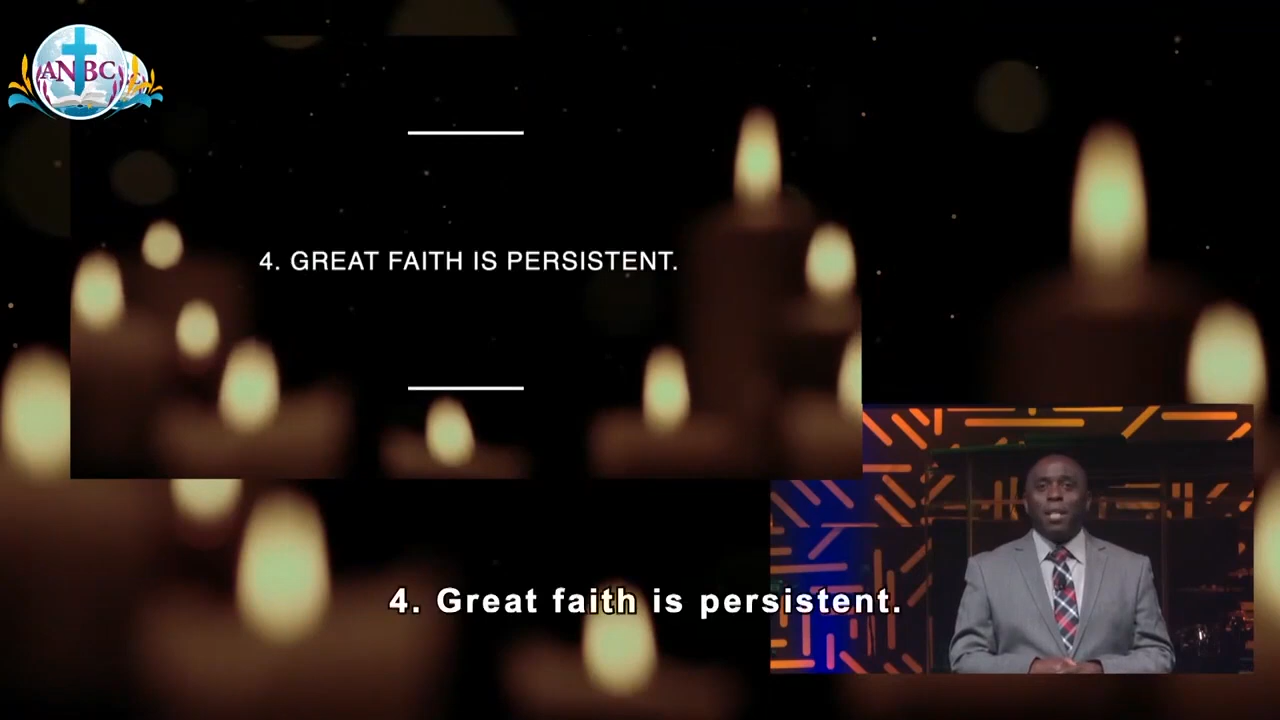 ANBC
4. GREAT FAITH IS PERSISTENT.
4. Great faith is persistent.